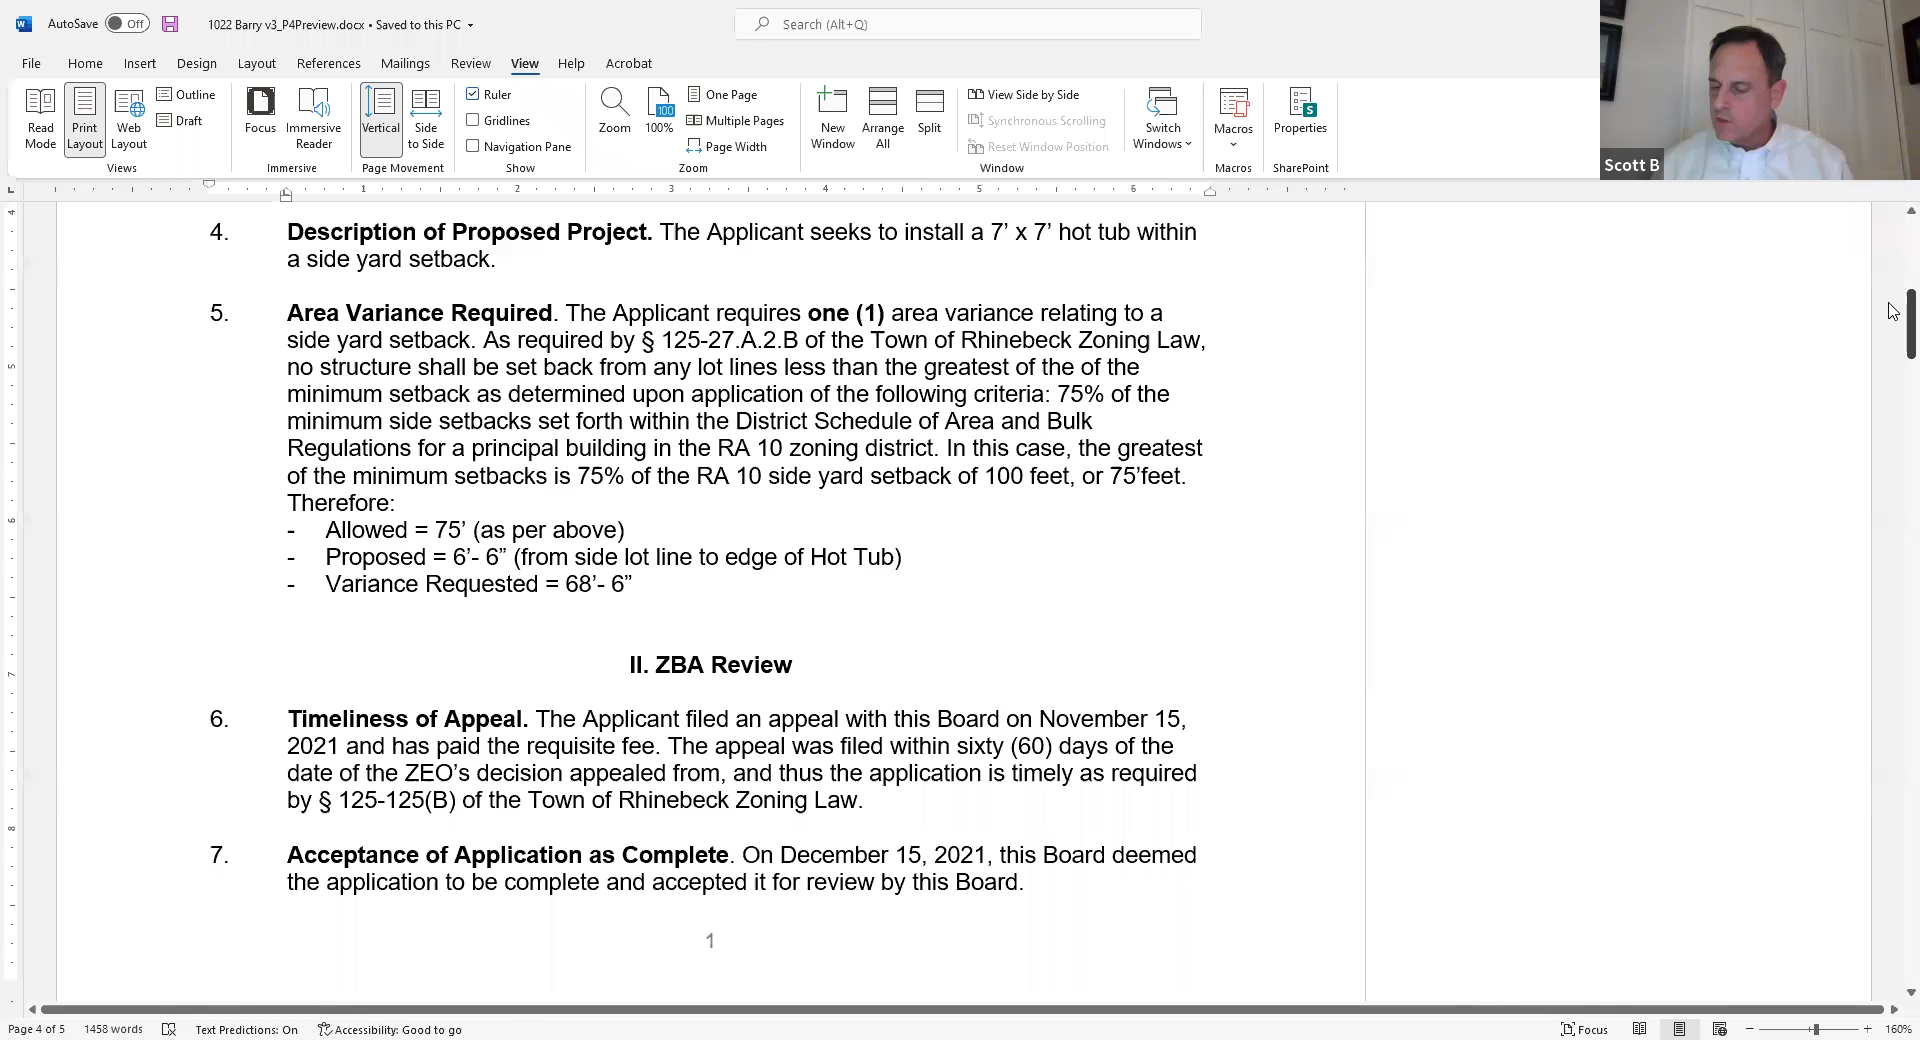 AutoSave Off 1022 Barry v3_P4Preview.docx • Saved to this PC Search (Alt+Q)
File Home Insert Design Layout References Mailings Review View Help Acrobat
Read Mode
Print Layout
Web Layout
Outline
Draft
Views
Focus
Immersive Reader
Immersive
Vertical
Side to Side
Page Movement
Ruler
Gridlines
Navigation Pane
Show
Zoom
100
100%
One Page
Multiple Pages
Page Width
Zoom
New Window
Arrange All
Split
View Side by Side
Synchronous Scrolling
Reset Window Position
Window
Switch Windows
Macros
Macros
Properties
SharePoint
Scott B
1 2 3 4 5 6
4
5
6
7
8
4. Description of Proposed Project. The Applicant seeks to install a 7’ x 7’ hot tub within
a side yard setback.
5. Area Variance Required. The Applicant requires one (1) area variance relating to a
side yard setback. As required by § 125-27.A.2.B of the Town of Rhinebeck Zoning Law,
no structure shall be set back from any lot lines less than the greatest of the of the
minimum setback as determined upon application of the following criteria: 75% of the
minimum side setbacks set forth within the District Schedule of Area and Bulk
Regulations for a principal building in the RA 10 zoning district. In this case, the greatest
of the minimum setbacks is 75% of the RA 10 side yard setback of 100 feet, or 75’feet.
Therefore:
- Allowed = 75’ (as per above)
- Proposed = 6’- 6” (from side lot line to edge of Hot Tub)
- Variance Requested = 68’- 6”
II. ZBA Review
6. Timeliness of Appeal. The Applicant filed an appeal with this Board on November 15,
2021 and has paid the requisite fee. The appeal was filed within sixty (60) days of the
date of the ZEO’s decision appealed from, and thus the application is timely as required
by § 125-125(B) of the Town of Rhinebeck Zoning Law.
7. Acceptance of Application as Complete. On December 15, 2021, this Board deemed
the application to be complete and accepted it for review by this Board.
1
Page 4 of 5 1458 words Text Predictions: On Accessibility: Good to go Focus 160%